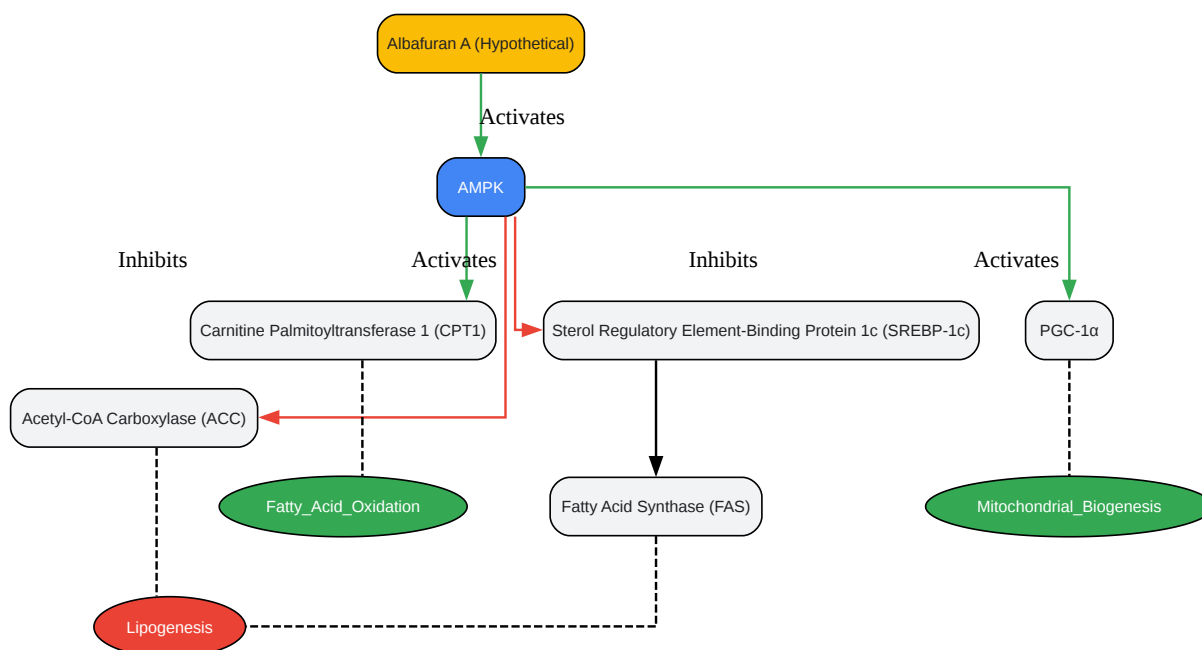 Albafuran A (Hypothetical)
Activates
AMPK
Inhibits
Activates
Inhibits
Activates
Carnitine Palmitoyltransferase 1 (CPT1)
Sterol Regulatory Element-Binding Protein 1c (SREBP-1c)
PGC-1α
Acetyl-CoA Carboxylase (ACC)
Fatty_Acid_Oxidation
Fatty Acid Synthase (FAS)
Mitochondrial_Biogenesis
Lipogenesis